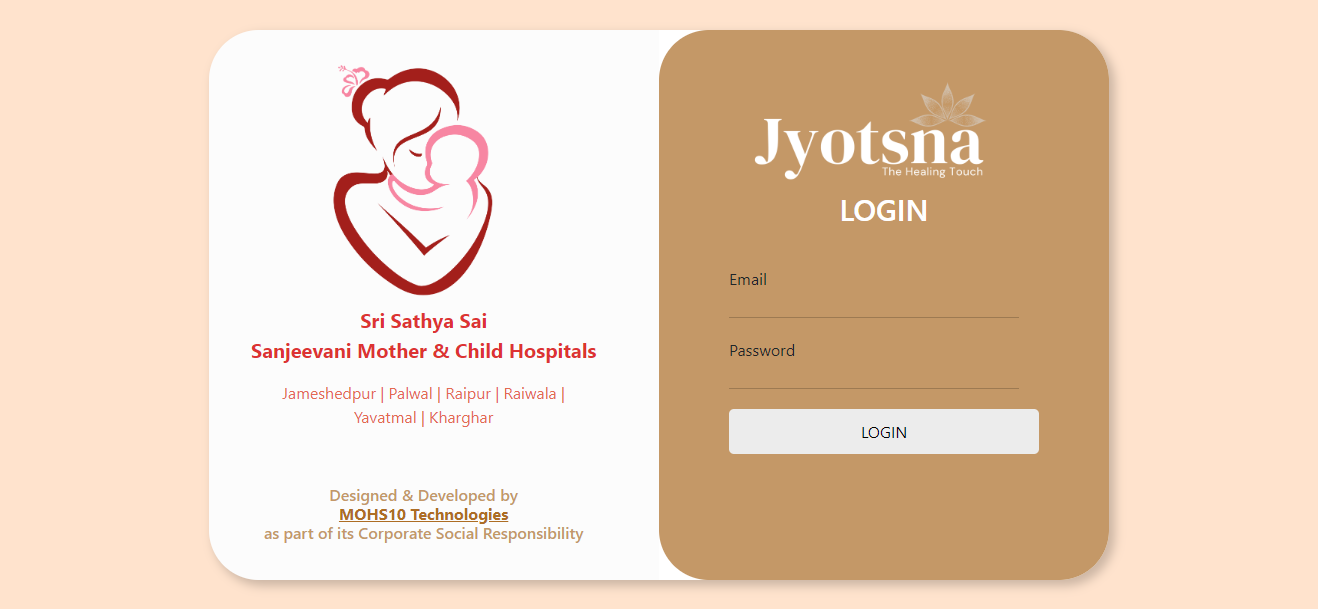 Sri Sathya Sai
Sanjeevani Mother & Child Hospitals
Jameshedpur | Palwal | Raipur | Raiwala |
Yavatmal | Kharghar
Designed & Developed by
MOHS10 Technologies
as part of its Corporate Social Responsibility
Jyotsna
The Healing Touch
LOGIN
Email
Password
LOGIN